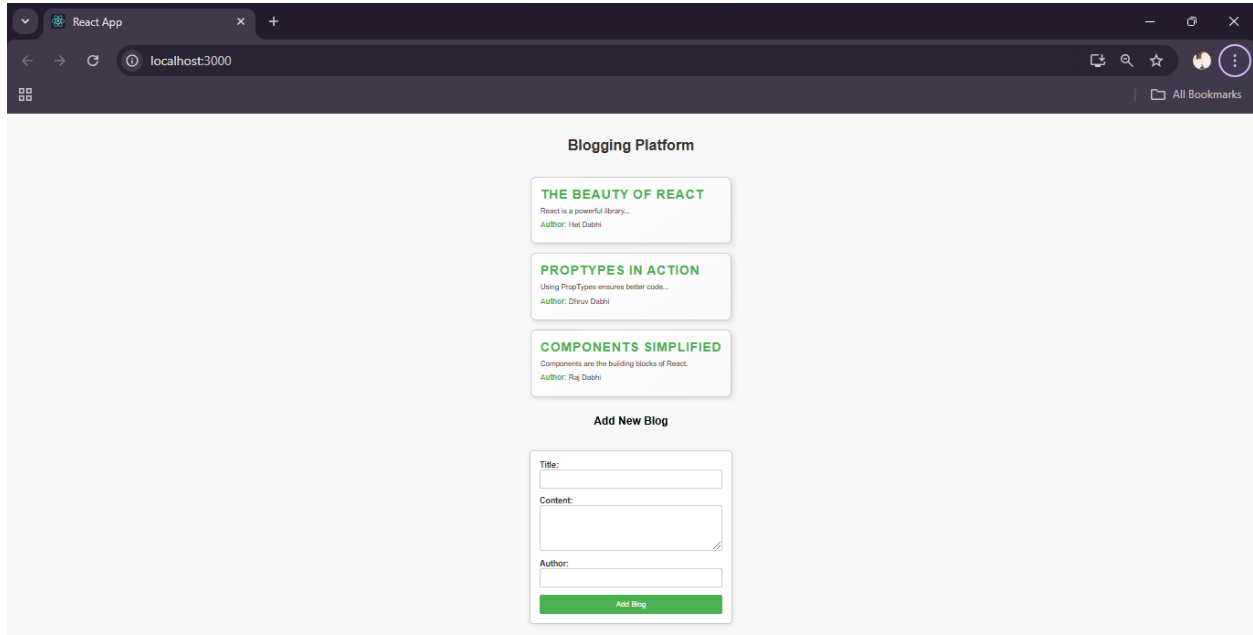 React App
localhost:3000
All Bookmarks
Blogging Platform
THE BEAUTY OF REACT
React is a powerful library...
Author: Het Dabhi
PROPTYPES IN ACTION
Using PropTypes ensures better code...
Author: Dhruv Dabhi
COMPONENTS SIMPLIFIED
Components are the building blocks of React.
Author: Raj Dabhi
Add New Blog
Title:
Content:
Author:
Add Blog